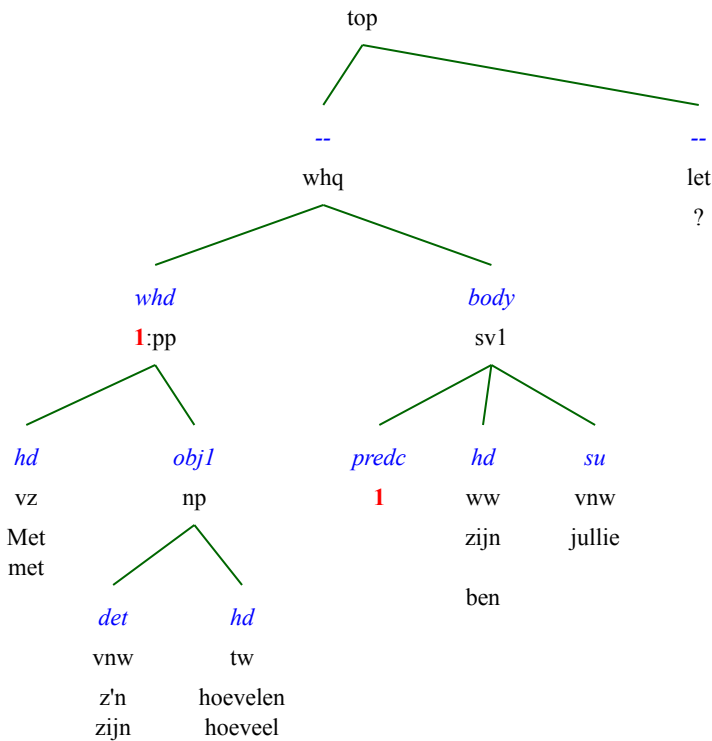 top
-- --
whq let
?
whd body
1:pp sv1
hd obj1 predc hd su
vz np 1 ww vnw
Met zijn jullie
met
ben
det hd
vnw tw
z'n hoevelen
zijn hoeveel